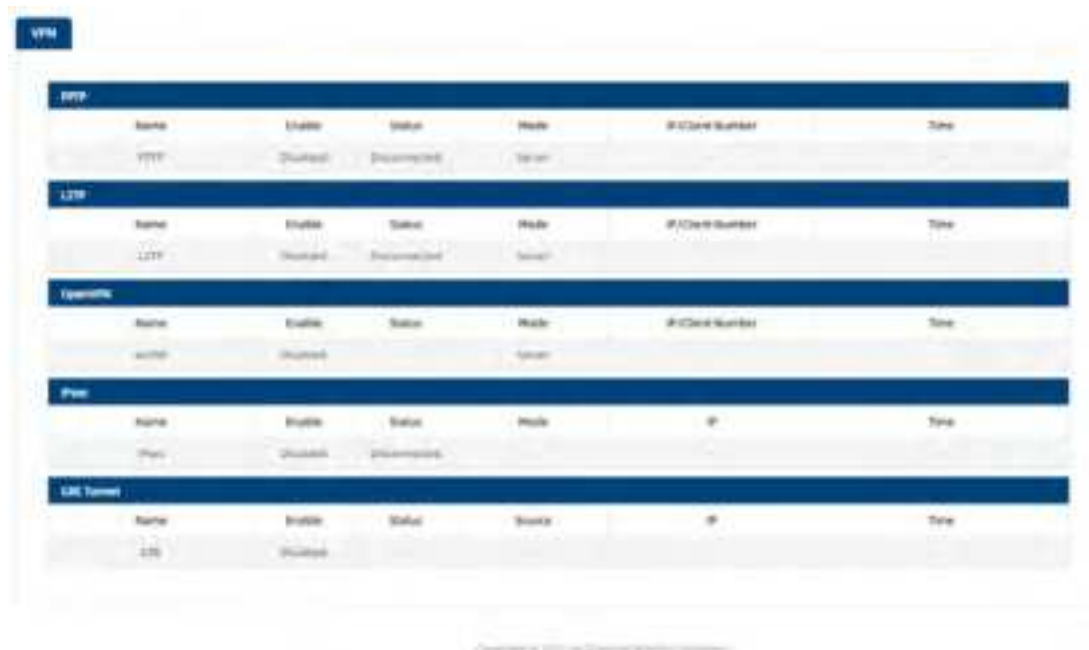 VPN
PPTP
Name Enable Status Mode IP/Client Number Time
PPTP Disabled Disconnected Server
L2TP
Name Enable Status Mode IP/Client Number Time
L2TP Disabled Disconnected Server
OpenVPN
Name Enable Status Mode IP/Client Number Time
Disabled Server
IPsec
Name Enable Status Mode IP Time
IPsec Disabled Disconnected
GRE Tunnel
Name Enable Status Source IP Time
GRE Disabled